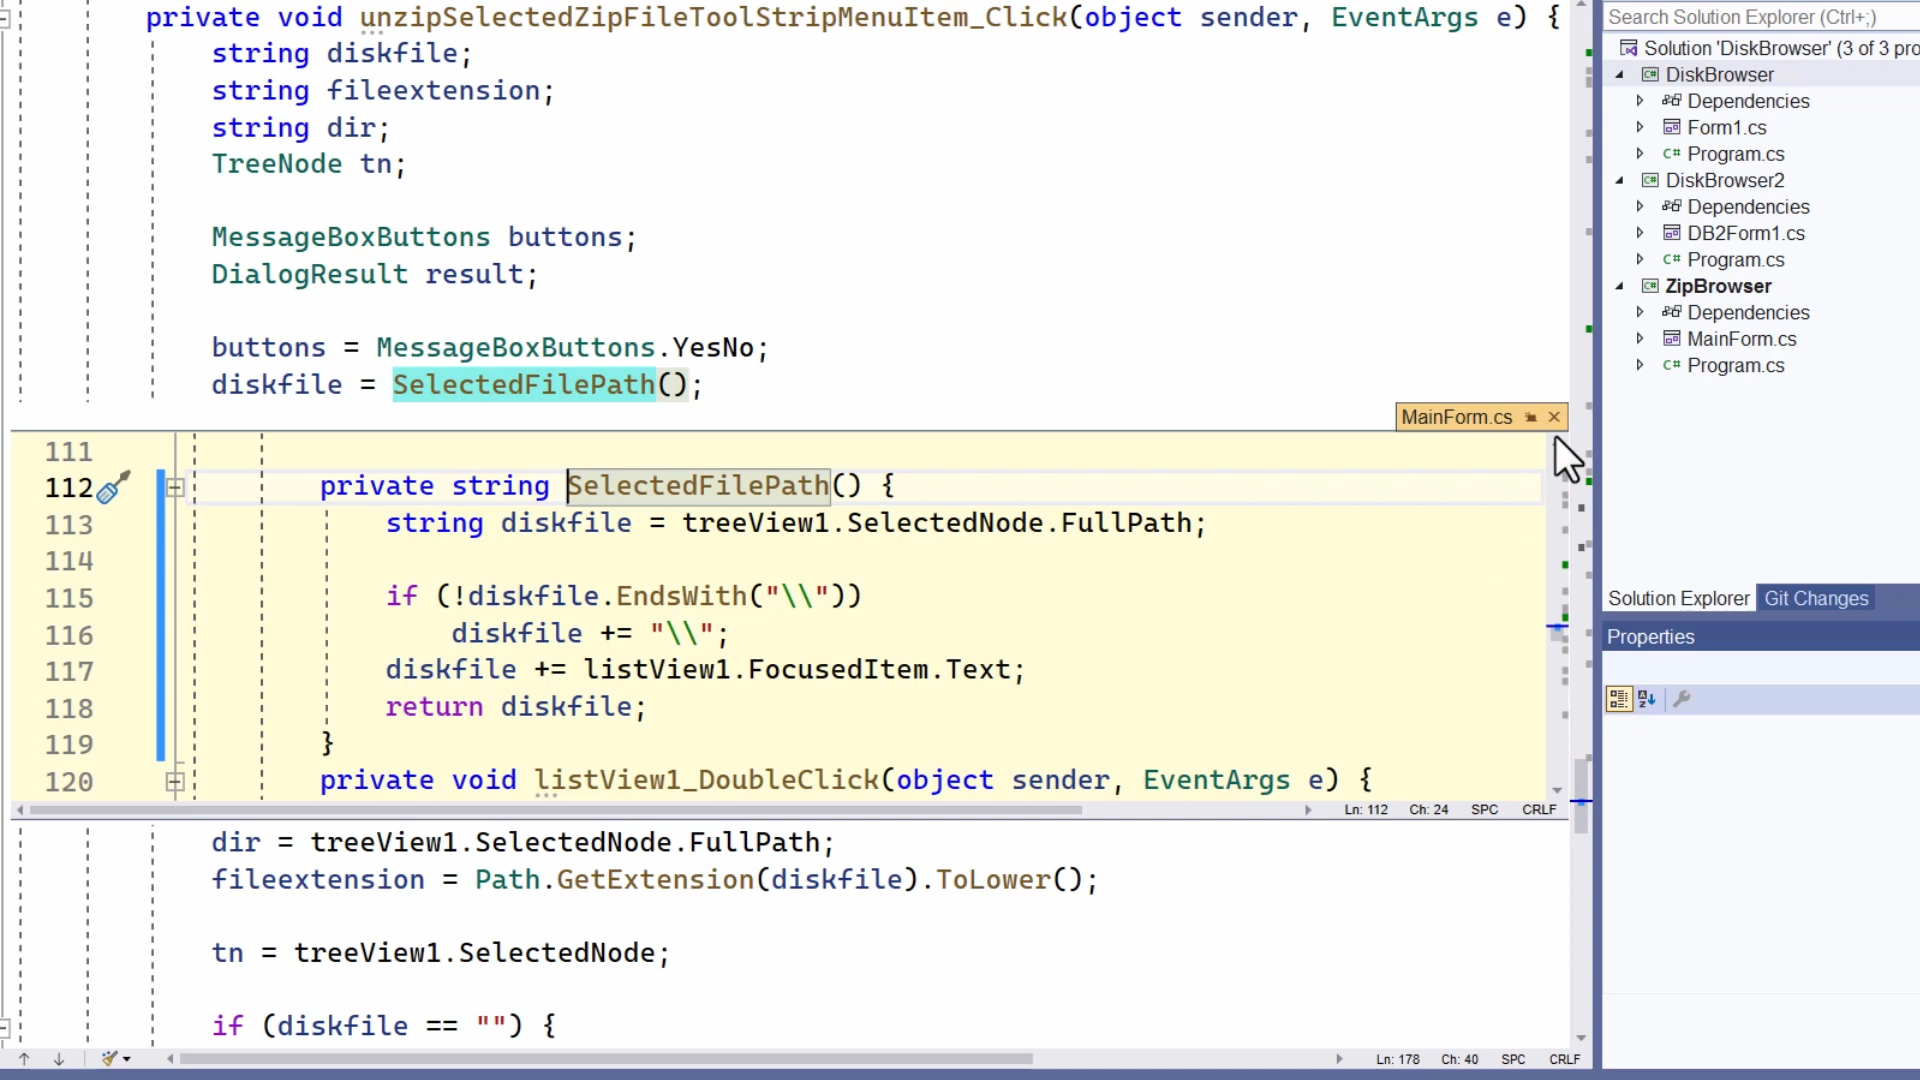 private void unzipSelectedZipFileToolStripMenuItem_Click(object sender, EventArgs e) {
string diskfile;
string fileextension;
string dir;
TreeNode tn;
MessageBoxButtons buttons;
DialogResult result;
buttons = MessageBoxButtons.YesNo;
diskfile = SelectedFilePath();
MainForm.cs
111
112 private string SelectedFilePath() {
113 string diskfile = treeView1.SelectedNode.FullPath;
114
115 if (!diskfile.EndsWith("\\"))
116 diskfile += "\\";
117 diskfile += listView1.FocusedItem.Text;
118 return diskfile;
119 }
120 private void listView1_DoubleClick(object sender, EventArgs e) {
Ln: 112 Ch: 24 SPC CRLF
dir = treeView1.SelectedNode.FullPath;
fileextension = Path.GetExtension(diskfile).ToLower();
tn = treeView1.SelectedNode;
if (diskfile == "") {
Ln: 178 Ch: 40 SPC CRLF
Search Solution Explorer (Ctrl+;)
Solution 'DiskBrowser' (3 of 3 pro
C# DiskBrowser
Dependencies
Form1.cs
C# Program.cs
C# DiskBrowser2
Dependencies
DB2Form1.cs
C# Program.cs
C# ZipBrowser
Dependencies
MainForm.cs
C# Program.cs
Solution Explorer Git Changes
Properties